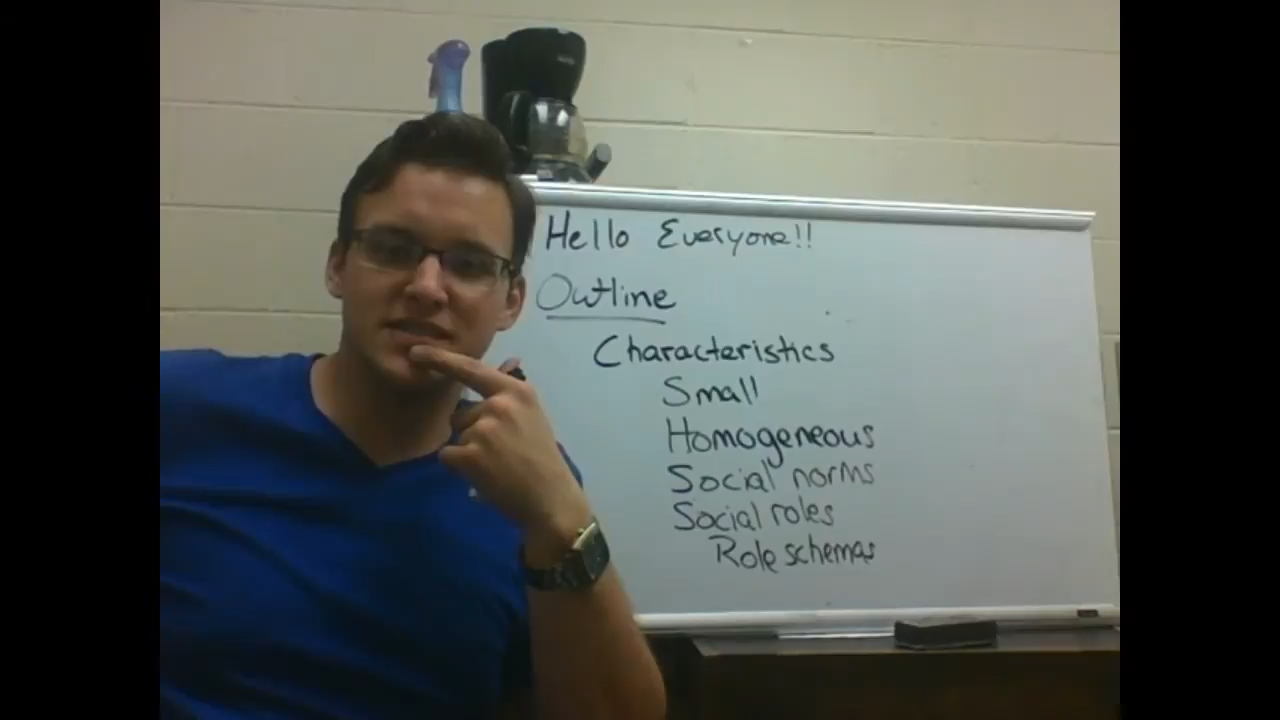 Hello Everyone!!
Outline
Characteristics
Small
Homogeneous
Social norms
Social roles
Role schemas